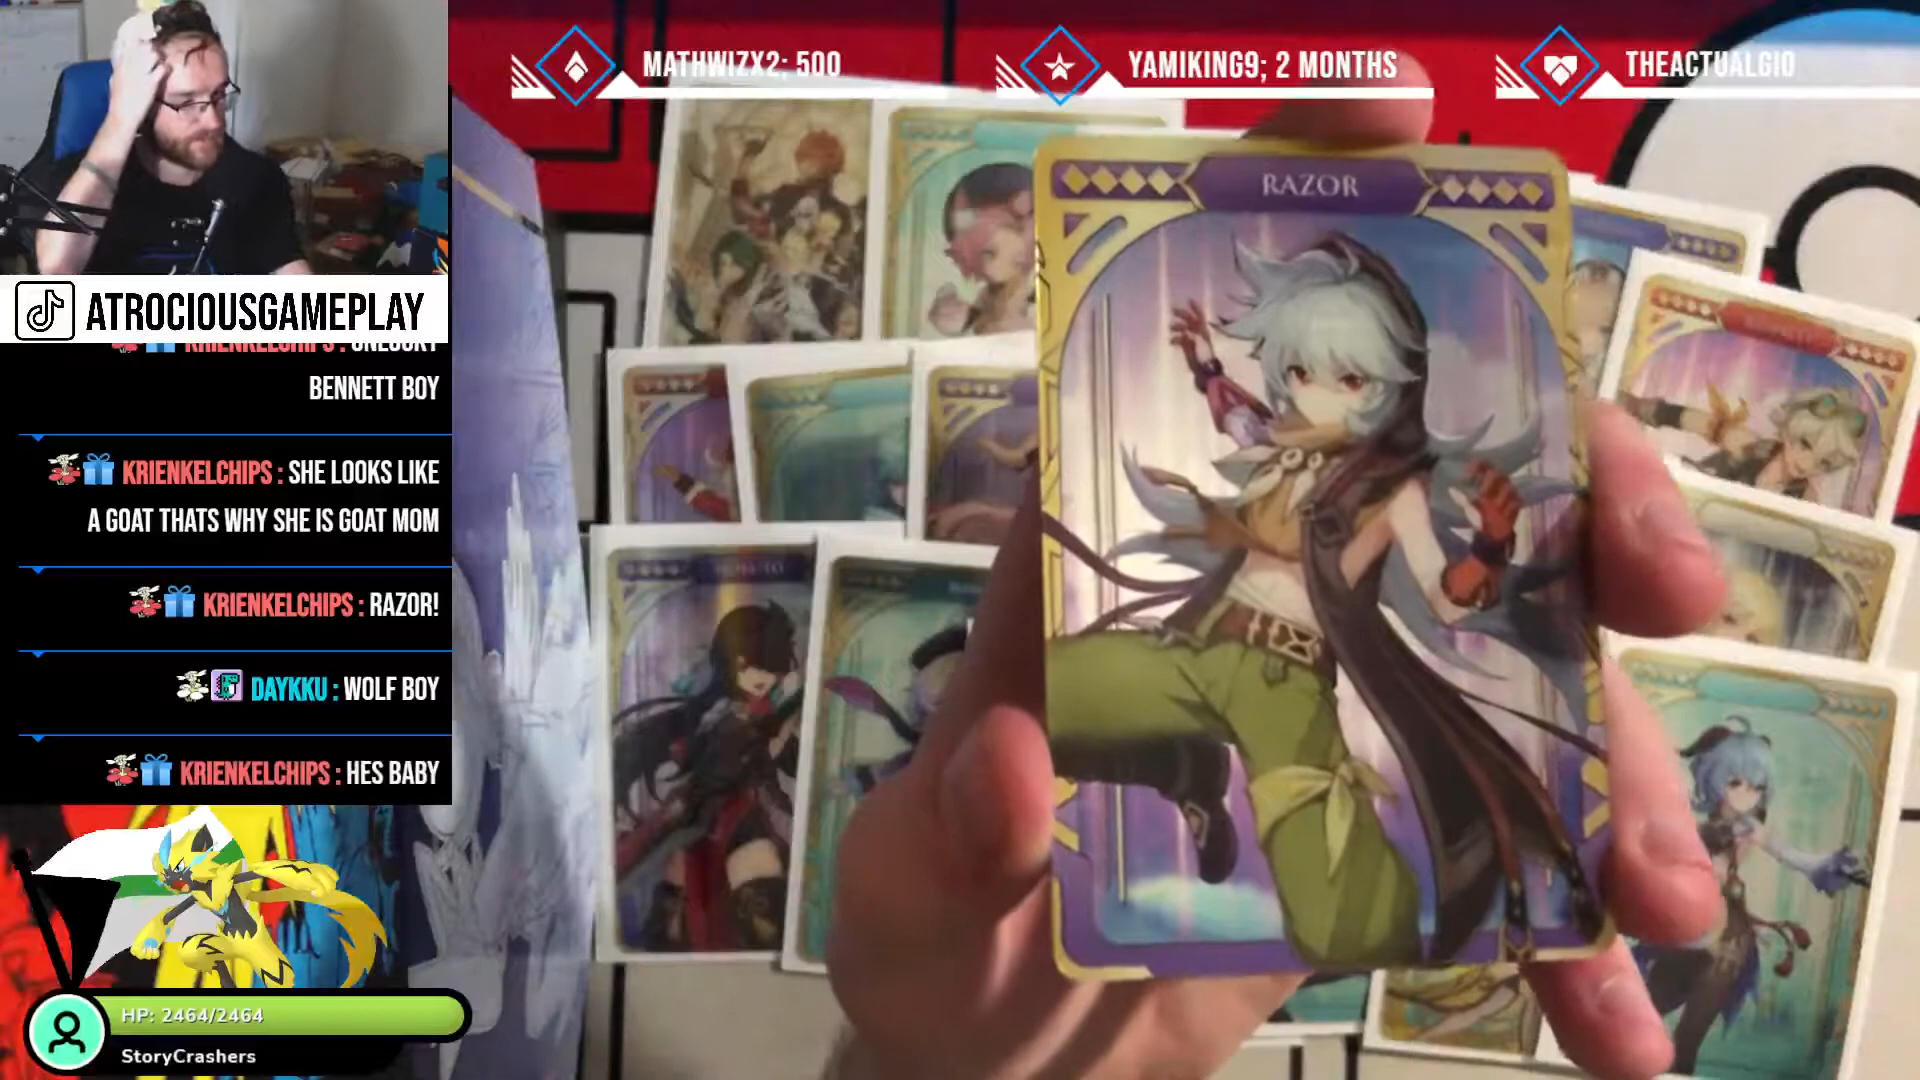 MATHWIZX2; 500
YAMIKING9; 2 MONTHS
THEACTUALGIO
RAZOR
ATROCIOUSGAMEPLAY
KRIENKELCHIPS :
BENNETT BOY
KRIENKELCHIPS : SHE LOOKS LIKE
A GOAT THATS WHY SHE IS GOAT MOM
KRIENKELCHIPS : RAZOR!
DAYKKU : WOLF BOY
KRIENKELCHIPS : HES BABY
HP: 2464/2464
StoryCrashers